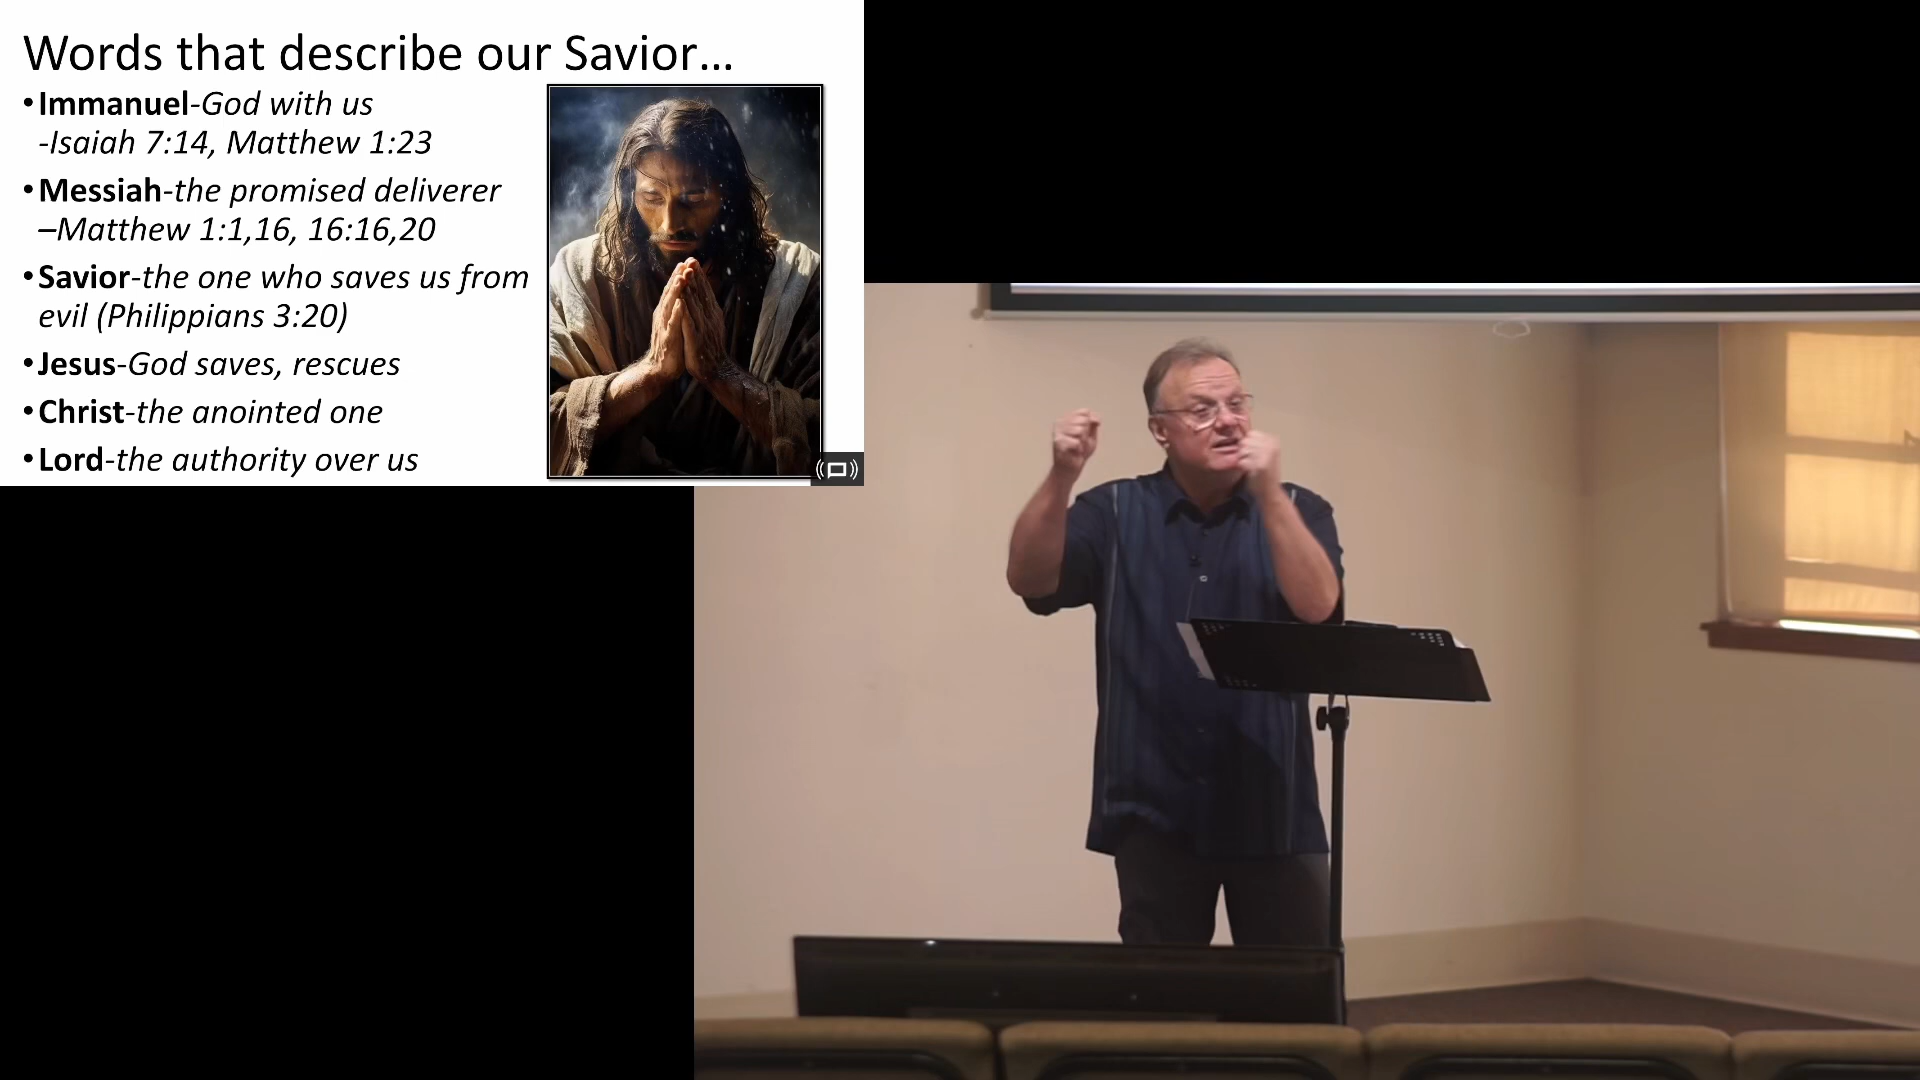 Words that describe our Savior...
•Immanuel-God with us
-Isaiah 7:14, Matthew 1:23
•Messiah-the promised deliverer
–Matthew 1:1,16, 16:16,20
•Savior-the one who saves us from
evil (Philippians 3:20)
•Jesus-God saves, rescues
•Christ-the anointed one
•Lord-the authority over us